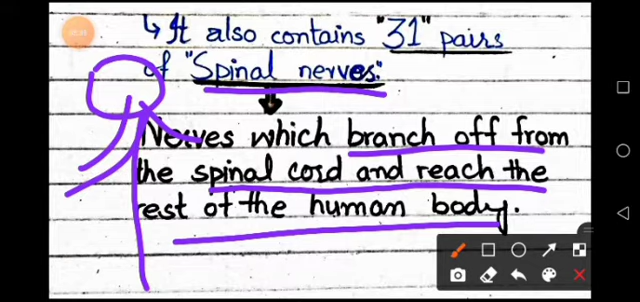 ↳ It also contains "31" pairs
of "Spinal nerves."
Nerves which branch off from
the spinal cord and reach the
rest of the human body.